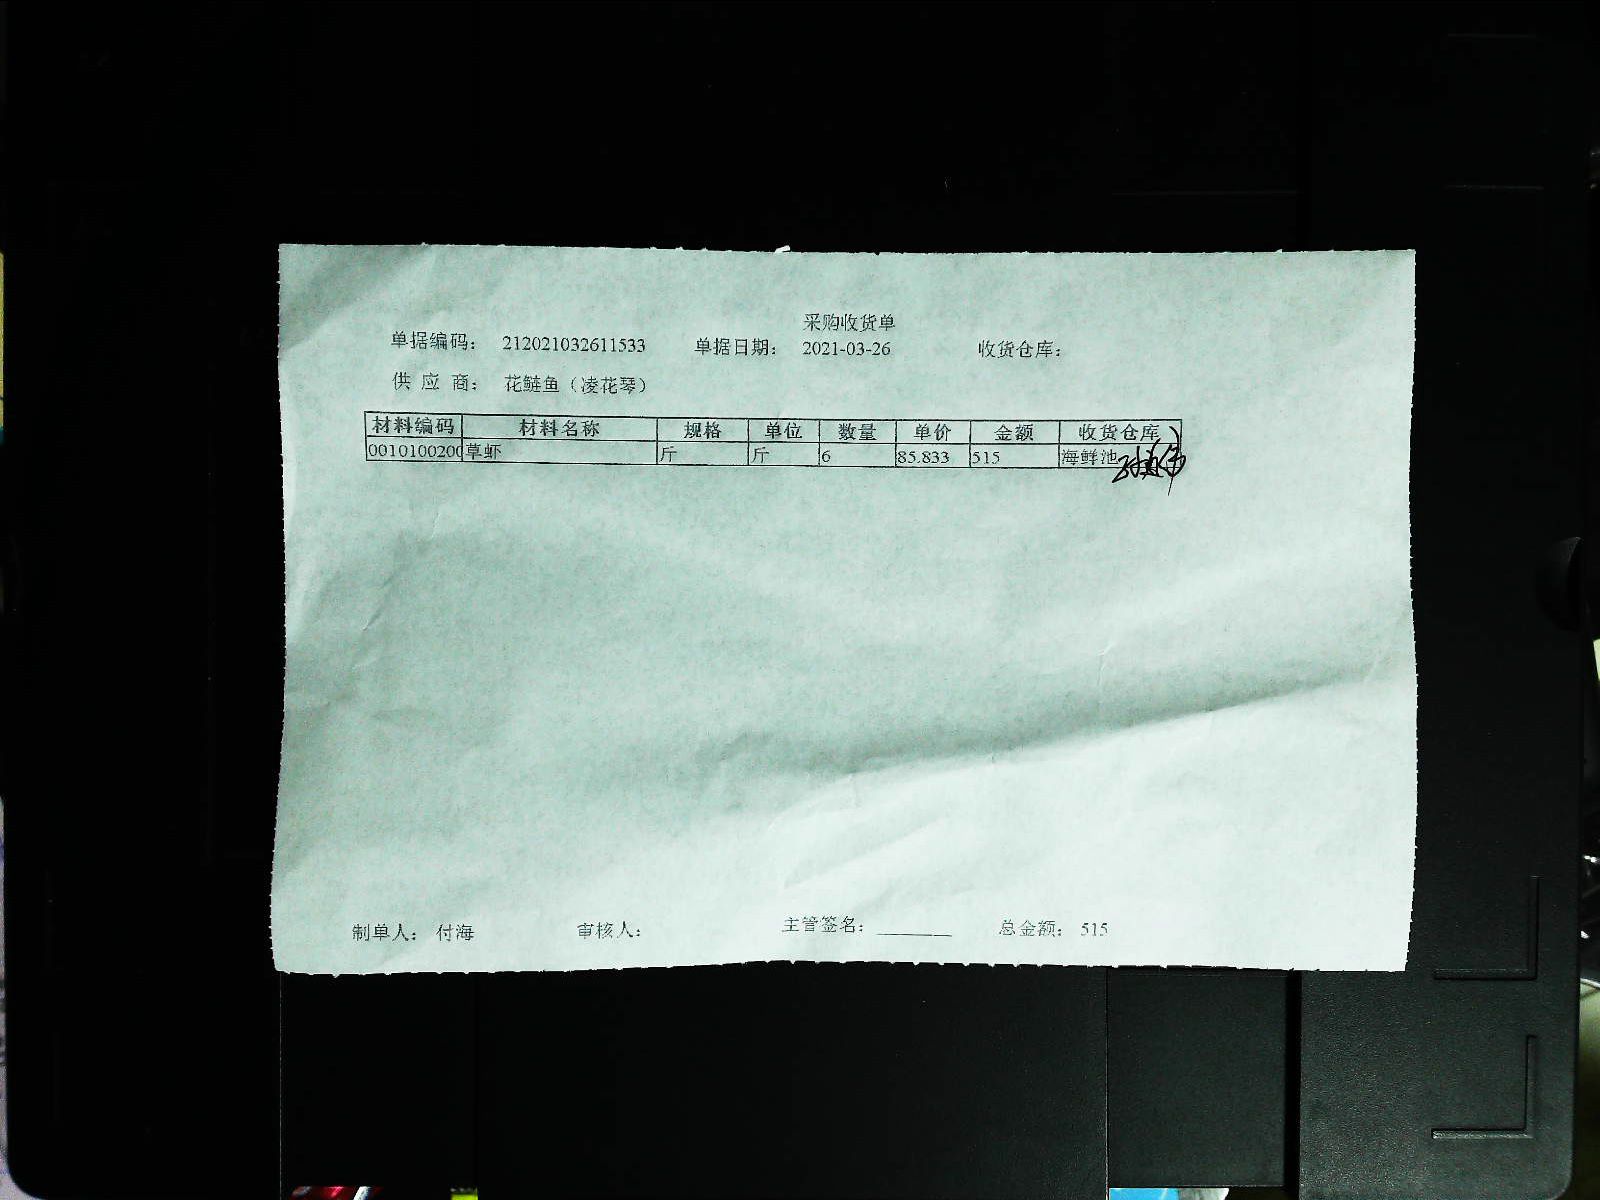 采购收货单
单据编码： 212021032611533 单据日期： 2021-03-26 收货仓库：
供 应 商： 花鲢鱼（凌花琴）
材料编码 材料名称 规格 单位 数量 单价 金额 收货仓库
0010100200 草虾 斤 斤 6 85.833 515 海鲜池
制单人： 付海 审核人： 主管签名：________ 总金额： 515